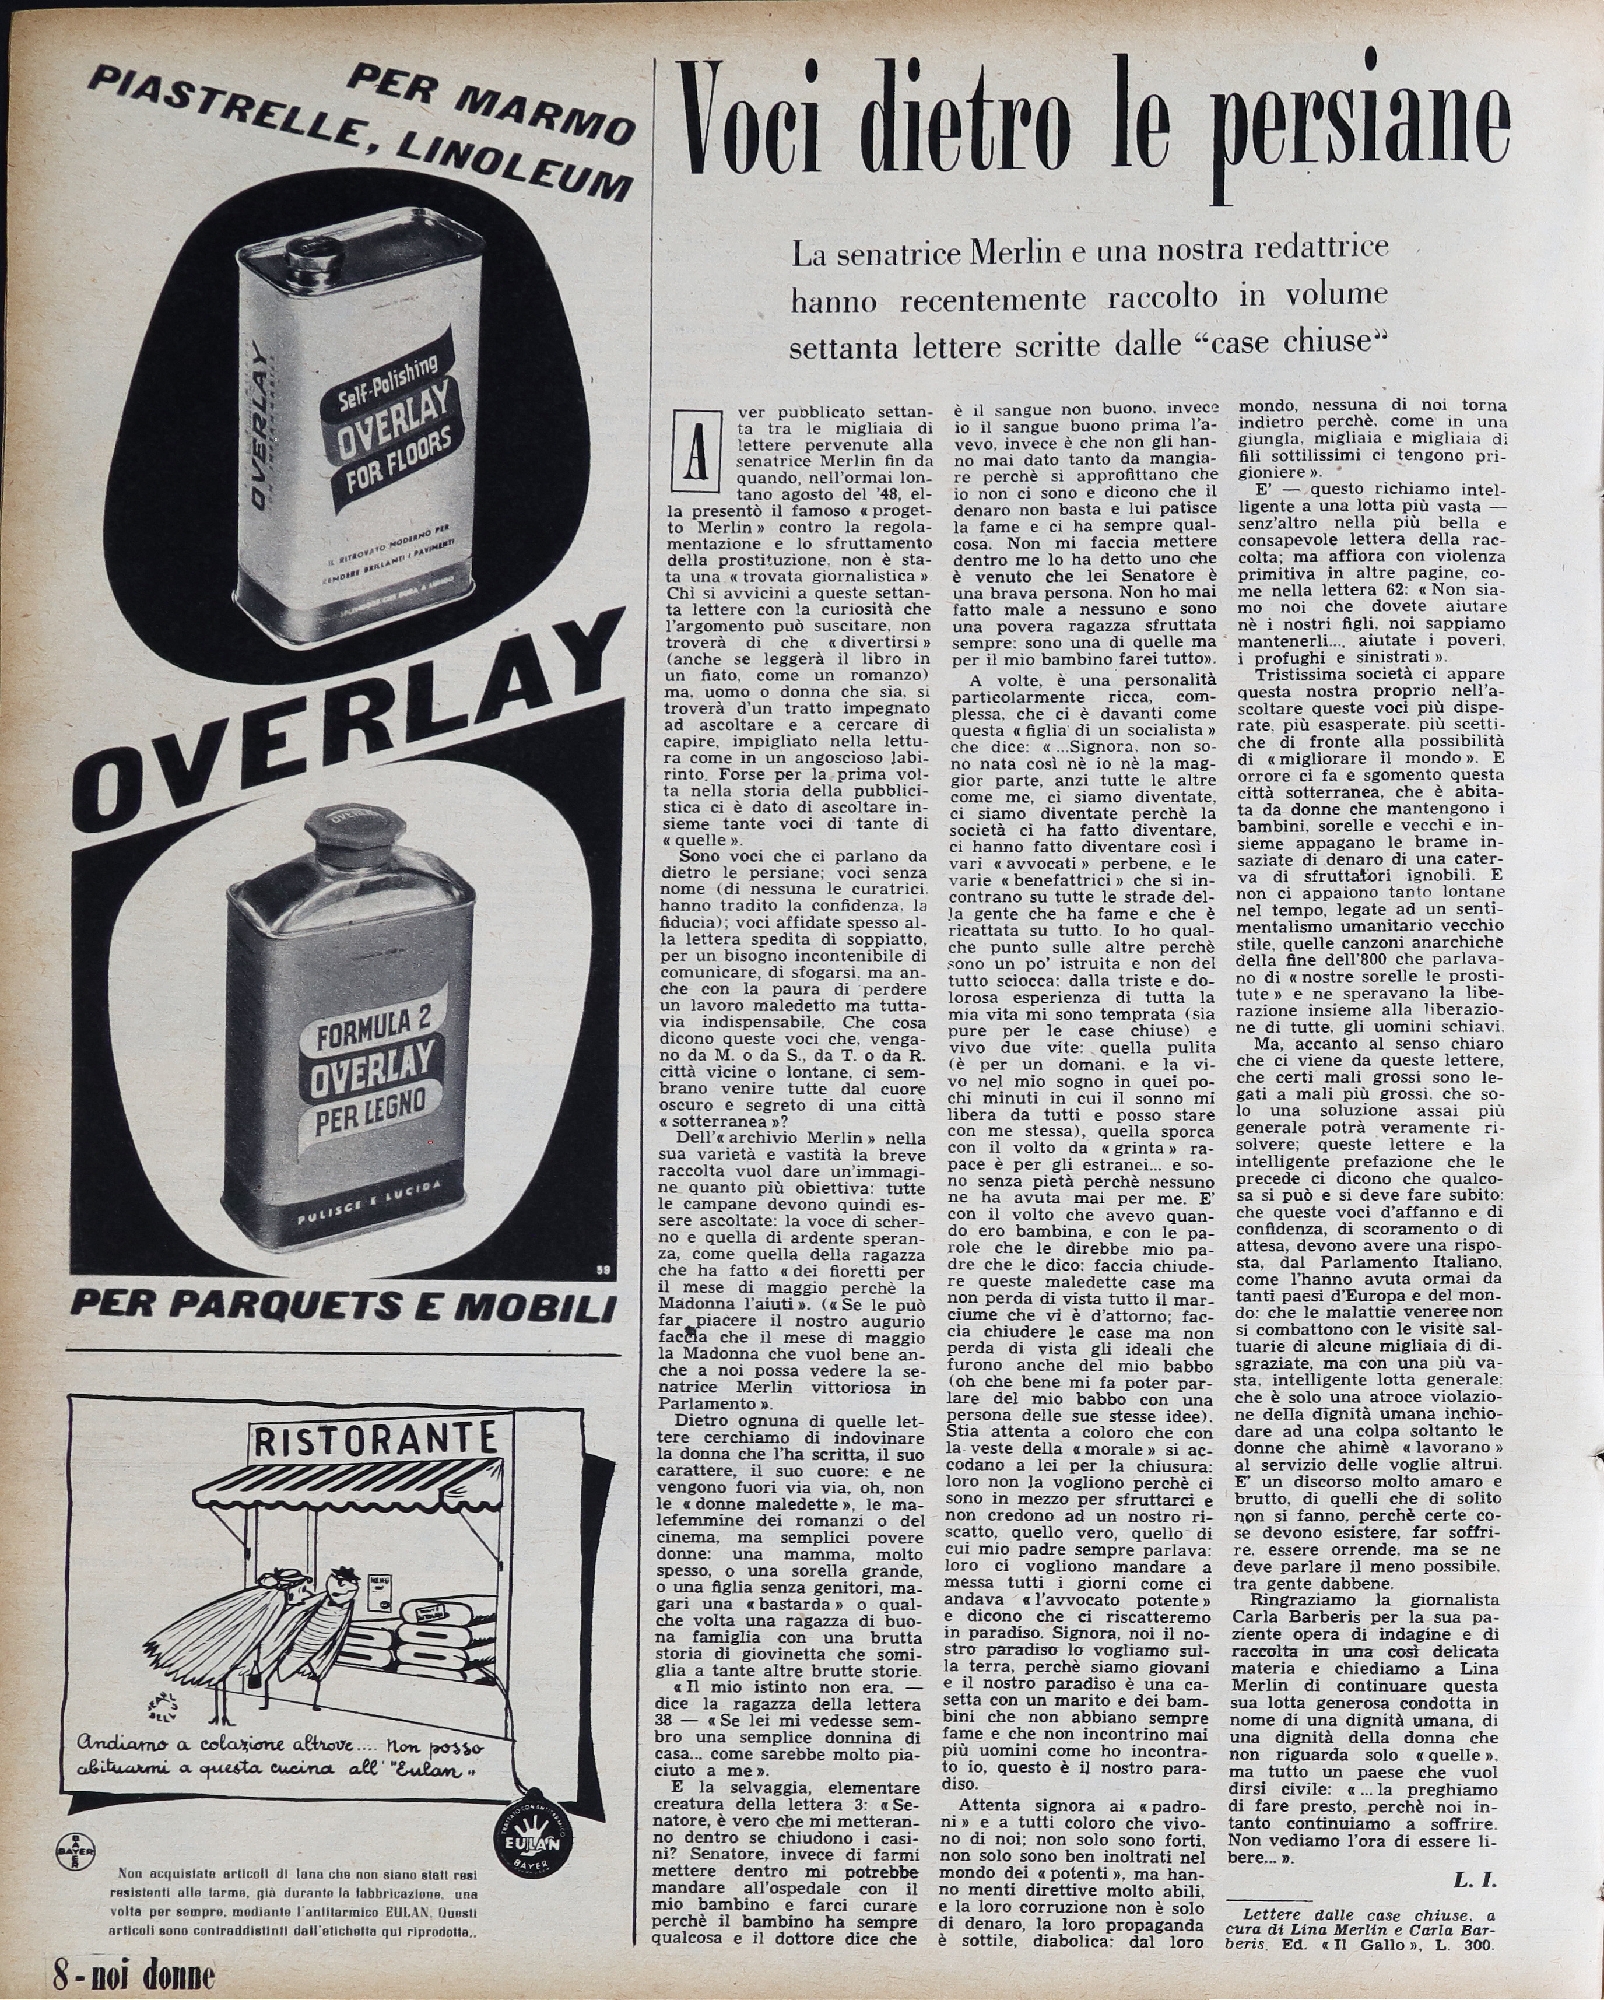 PER MARMO
PIASTRELLE, LINOLEUM
OVERLAY
Self-Polishing
OVERLAY
FOR FLOORS
IL RITROVATO MODERNO PER
RENDERE BRILLANTI I PAVIMENTI
OVERLAY
OVERLAY
FORMULA 2
OVERLAY
PER LEGNO
PULISCE E LUCIDA
59
PER PARQUETS E MOBILI
RISTORANTE
Andiamo a colazione altrove.... non posso
abituarmi a questa cucina all' "Eulan"
EULAN
BAYER
BAYER
Non acquistate articoli di lana che non siano stati resi
resistenti alle tarme, già durante la fabbricazione, una
volta per sempre, mediante l'antitarmico EULAN. Questi
articoli sono contraddistinti dall'etichetta qui riprodotta..
8 - noi donne
Voci dietro le persiane
La senatrice Merlin e una nostra redattrice
hanno recentemente raccolto in volume
settanta lettere scritte dalle “case chiuse”
A
ver pubblicato settan-
ta tra le migliaia di
lettere pervenute alla
senatrice Merlin fin da
quando, nell'ormai lon-
tano agosto del '48, el-
la presentò il famoso « proget-
to Merlin » contro la regola-
mentazione e lo sfruttamento
della prostituzione, non è sta-
ta una « trovata giornalistica »
Chi si avvicini a queste settan-
ta lettere con la curiosità che
l'argomento può suscitare, non
troverà di che « divertirsi »
(anche se leggerà il libro in
un fiato, come un romanzo)
ma, uomo o donna che sia, si
troverà d'un tratto impegnato
ad ascoltare e a cercare di
capire, impigliato nella lettu-
ra come in un angoscioso labi-
rinto. Forse per la prima vol-
ta nella storia della pubblici-
stica ci è dato di ascoltare in-
sieme tante voci di tante di
« quelle ».
Sono voci che ci parlano da
dietro le persiane; voci senza
nome (di nessuna le curatrici
hanno tradito la confidenza, la
fiducia); voci affidate spesso al-
la lettera spedita di soppiatto,
per un bisogno incontenibile di
comunicare, di sfogarsi, ma an-
che con la paura di perdere
un lavoro maledetto ma tutta-
via indispensabile. Che cosa
dicono queste voci che, venga-
no da M. o da S., da T. o da R.
città vicine o lontane, ci sem-
brano venire tutte dal cuore
oscuro e segreto di una città
« sotterranea »?
Dell'« archivio Merlin » nella
sua varietà e vastità la breve
raccolta vuol dare un'immagi-
ne quanto più obiettiva: tutte
le campane devono quindi es-
sere ascoltate: la voce di scher-
no e quella di ardente speran-
za, come quella della ragazza
che ha fatto « dei fioretti per
il mese di maggio perchè la
Madonna l'aiuti ». (« Se le può
far piacere il nostro augurio
faccia che il mese di maggio
la Madonna che vuol bene an-
che a noi possa vedere la se-
natrice Merlin vittoriosa in
Parlamento ».
Dietro ognuna di quelle let-
tere cerchiamo di indovinare
la donna che l'ha scritta, il suo
carattere, il suo cuore: e ne
vengono fuori via via, oh, non
le « donne maledette », le ma-
lefemmine dei romanzi o del
cinema, ma semplici povere
donne: una mamma, molto
spesso, o una sorella grande,
o una figlia senza genitori, ma-
gari una « bastarda » o qual-
che volta una ragazza di buo-
na famiglia con una brutta
storia di giovinetta che somi-
glia a tante altre brutte storie.
« Il mio istinto non era. —
dice la ragazza della lettera
38 — « Se lei mi vedesse sem-
bro una semplice donnina di
casa... come sarebbe molto pia-
ciuto a me ».
E la selvaggia, elementare
creatura della lettera 3: « Se-
natore, è vero che mi metteran-
no dentro se chiudono i casi-
ni? Senatore, invece di farmi
mettere dentro mi potrebbe
mandare all'ospedale con il
mio bambino e farci curare
perchè il bambino ha sempre
qualcosa e il dottore dice che
è il sangue non buono, invece
io il sangue buono prima l'a-
vevo, invece è che non gli han-
no mai dato tanto da mangia-
re perchè si approfittano che
io non ci sono e dicono che il
denaro non basta e lui patisce
la fame e ci ha sempre qual-
cosa. Non mi faccia mettere
dentro me lo ha detto uno che
è venuto che lei Senatore è
una brava persona. Non ho mai
fatto male a nessuno e sono
una povera ragazza sfruttata
sempre: sono una di quelle ma
per il mio bambino farei tutto».
A volte, è una personalità
particolarmente ricca, com-
plessa, che ci è davanti come
questa « figlia di un socialista »
che dice: « ...Signora, non so-
no nata così nè io nè la mag-
gior parte, anzi tutte le altre
come me, ci siamo diventate,
ci siamo diventate perchè la
società ci ha fatto diventare,
ci hanno fatto diventare così i
vari « avvocati » perbene, e le
varie « benefattrici » che si in-
contrano su tutte le strade del-
la gente che ha fame e che è
ricattata su tutto. Io ho qual-
che punto sulle altre perchè
sono un po' istruita e non del
tutto sciocca: dalla triste e do-
lorosa esperienza di tutta la
mia vita mi sono temprata (sia
pure per le case chiuse) e
vivo due vite: quella pulita
(è per un domani, e la vi-
vo nel mio sogno in quei po-
chi minuti in cui il sonno mi
libera da tutti e posso stare
con me stessa), quella sporca
con il volto da « grinta » ra-
pace è per gli estranei... e so-
no senza pietà perchè nessuno
ne ha avuta mai per me. E'
con il volto che avevo quan-
do ero bambina, e con le pa-
role che le direbbe mio pa-
dre che le dico: faccia chiude-
re queste maledette case ma
non perda di vista tutto il mar-
ciume che vi è d'attorno; fac-
cia chiudere le case ma non
perda di vista gli ideali che
furono anche del mio babbo
(oh che bene mi fa poter par-
lare del mio babbo con una
persona delle sue stesse idee).
Stia attenta a coloro che con
la veste della « morale » si ac-
codano a lei per la chiusura:
loro non la vogliono perchè ci
sono in mezzo per sfruttarci e
non credono ad un nostro ri-
scatto, quello vero, quello di
cui mio padre sempre parlava:
loro ci vogliono mandare a
messa tutti i giorni come ci
andava « l'avvocato potente »
e dicono che ci riscatteremo
in paradiso. Signora, noi il no-
stro paradiso lo vogliamo sul-
la terra, perchè siamo giovani
e il nostro paradiso è una ca-
setta con un marito e dei bam-
bini che non abbiano sempre
fame e che non incontrino mai
più uomini come ho incontra-
to io, questo è il nostro para-
diso.
Attenta signora ai « padro-
ni » e a tutti coloro che vivo-
no di noi; non solo sono forti,
non solo sono ben inoltrati nel
mondo dei « potenti », ma han-
no menti direttive molto abili,
e la loro corruzione non è solo
di denaro, la loro propaganda
è sottile, diabolica: dal loro
mondo, nessuna di noi torna
indietro perchè, come in una
giungla, migliaia e migliaia di
fili sottilissimi ci tengono pri-
gioniere ».
E' — questo richiamo intel-
ligente a una lotta più vasta —
senz'altro nella più bella e
consapevole lettera della rac-
colta; ma affiora con violenza
primitiva in altre pagine, co-
me nella lettera 62: « Non sia-
mo noi che dovete aiutare
nè i nostri figli, noi sappiamo
mantenerli..., aiutate i poveri,
i profughi e sinistrati ».
Tristissima società ci appare
questa nostra proprio nell'a-
scoltare queste voci più dispe-
rate, più esasperate, più scetti-
che di fronte alla possibilità
di « migliorare il mondo ». E
orrore ci fa e sgomento questa
città sotterranea, che è abita-
ta da donne che mantengono i
bambini, sorelle e vecchi e in-
sieme appagano le brame in-
saziate di denaro di una cater-
va di sfruttatori ignobili. E
non ci appaiono tanto lontane
nel tempo, legate ad un senti-
mentalismo umanitario vecchio
stile, quelle canzoni anarchiche
della fine dell'800 che parlava-
no di « nostre sorelle le prosti-
tute » e ne speravano la libe-
razione insieme alla liberazio-
ne di tutte, gli uomini schiavi.
Ma, accanto al senso chiaro
che ci viene da queste lettere,
che certi mali grossi sono le-
gati a mali più grossi, che so-
lo una soluzione assai più
generale potrà veramente ri-
solvere; queste lettere e la
intelligente prefazione che le
precede ci dicono che qualco-
sa si può e si deve fare subito:
che queste voci d'affanno e di
confidenza, di scoramento o di
attesa, devono avere una rispo-
sta, dal Parlamento Italiano,
come l'hanno avuta ormai da
tanti paesi d'Europa e del mon-
do: che le malattie veneree non
si combattono con le visite sal-
tuarie di alcune migliaia di di-
sgraziate, ma con una più va-
sta, intelligente lotta generale;
che è solo una atroce violazio-
ne della dignità umana inchio-
dare ad una colpa soltanto le
donne che ahimè « lavorano »
al servizio delle voglie altrui.
E' un discorso molto amaro e
brutto, di quelli che di solito
non si fanno, perchè certe co-
se devono esistere, far soffri-
re, essere orrende, ma se ne
deve parlare il meno possibile,
tra gente dabbene.
Ringraziamo la giornalista
Carla Barberis per la sua pa-
ziente opera di indagine e di
raccolta in una così delicata
materia e chiediamo a Lina
Merlin di continuare questa
sua lotta generosa condotta in
nome di una dignità umana, di
una dignità della donna che
non riguarda solo « quelle »,
ma tutto un paese che vuol
dirsi civile: « ... la preghiamo
di fare presto, perchè noi in-
tanto continuiamo a soffrire.
Non vediamo l'ora di essere li-
bere... ».
L. I.
Lettere dalle case chiuse, a
cura di Lina Merlin e Carla Bar-
beris. Ed. « Il Gallo », L. 300.